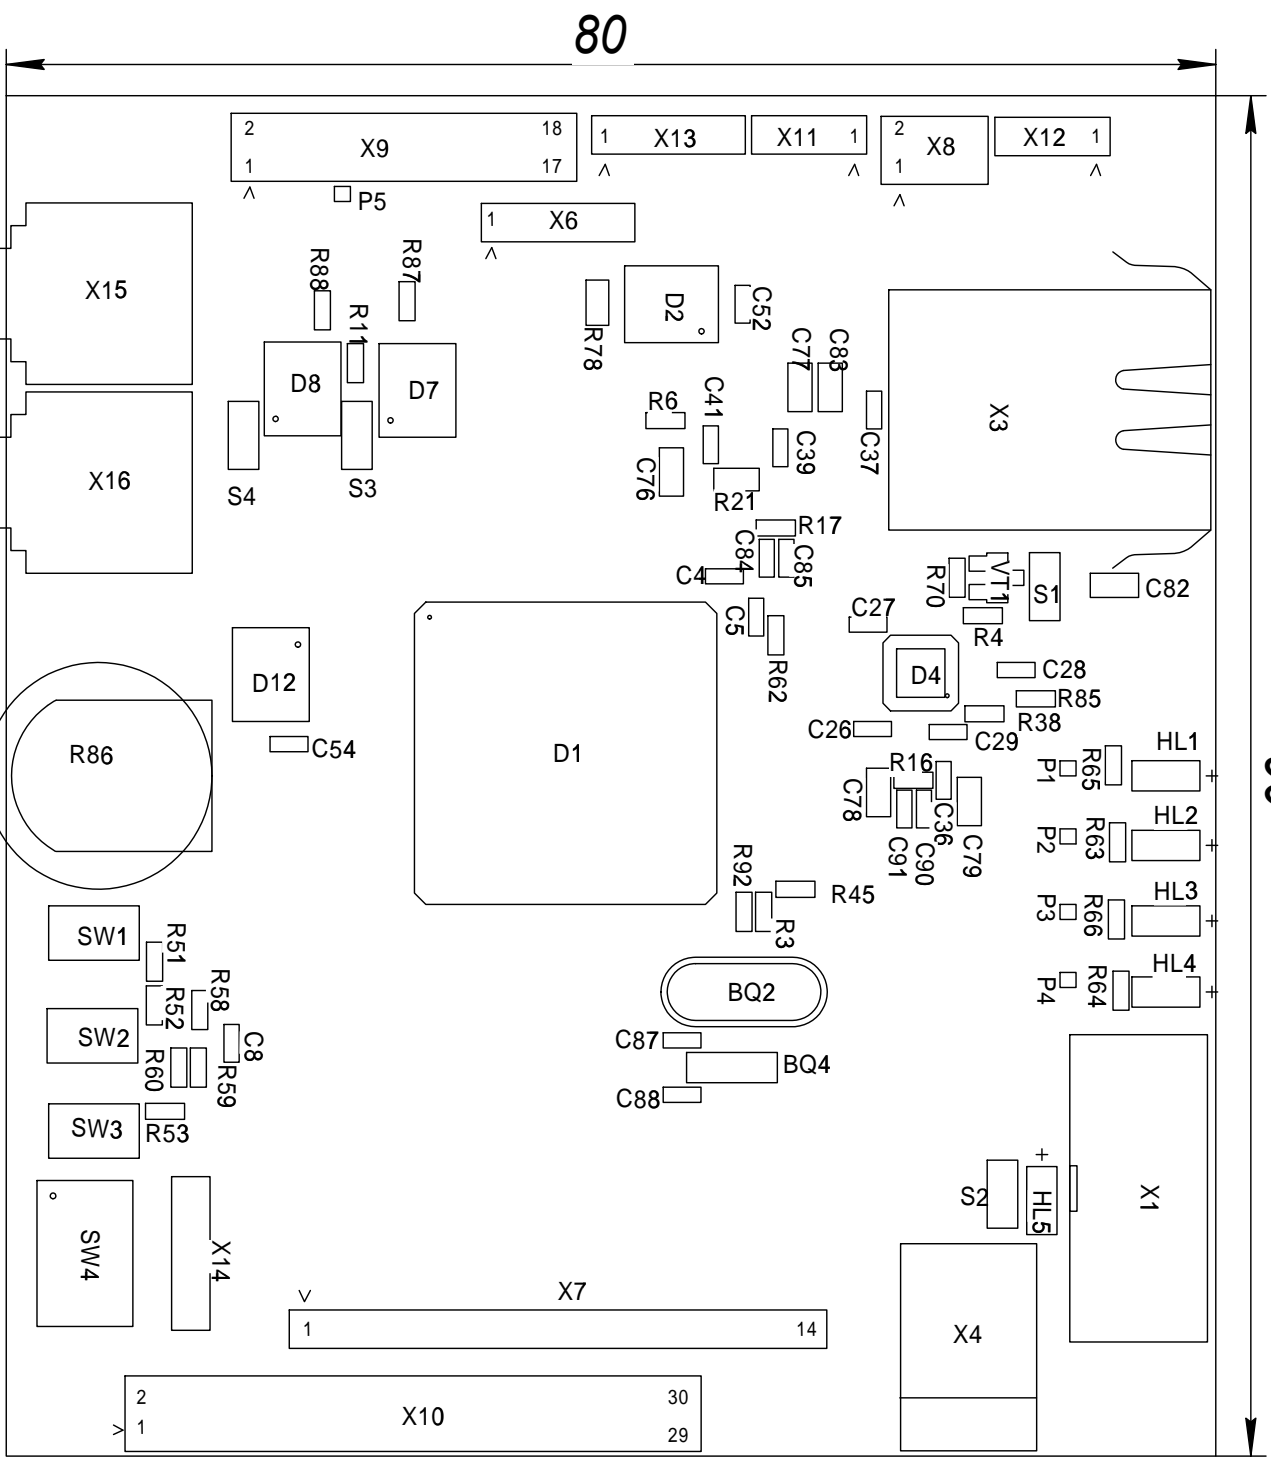 80
2 18
X9
1 17
1 X13
X11 1
2
X8
1
X12 1
P5
1 X6
X15
R88
R87
R11
D2
C52
R78
C77
C83
D8
D7
X3
R6
C41
C39
C37
X16
C76
R21
S4
S3
R17
C84
C85
C4
R70
VT1
S1
C82
C5
C27
R4
R62
D12
D4
C28
R85
C26
R38
C29
C54
R86
D1
R16
HL1
P1
R65
C78
C36
C79
HL2
P2
R63
C91
C90
R92
R45
HL3
P3
R66
SW1
R51
R3
HL4
P4
R64
R58
R52
BQ2
SW2
C8
C87
R60
R59
BQ4
C88
SW3
R53
S2
HL5
X1
SW4
X14
X7
1 14
X4
2 30
X10
1 29